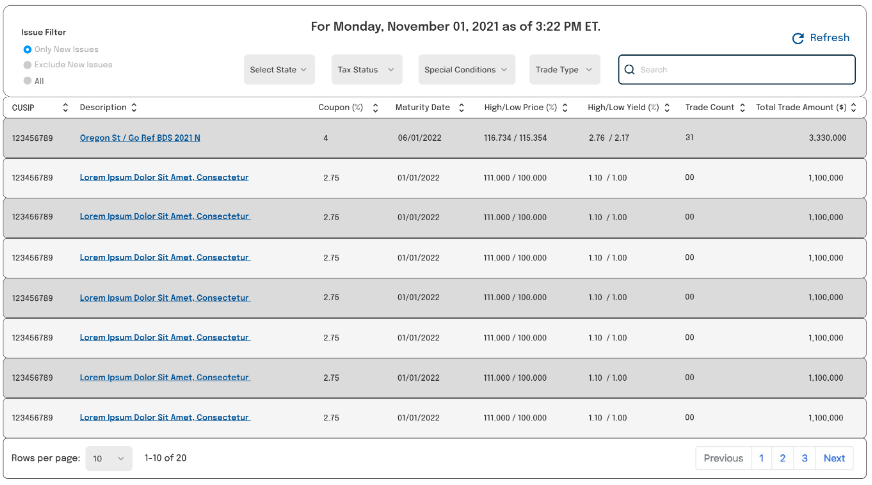 For Monday, November 01, 2021 as of 3:22 PM ET.
Issue Filter
Only New Issues
Exclude New Issues
All
Refresh
Select State
Tax Status
Special Conditions
Trade Type
Search
CUSIP Description Coupon (%) Maturity Date High/Low Price (%) High/Low Yield (%) Trade Count Total Trade Amount ($)
123456789 Oregon St / Go Ref BDS 2021 N 4 06/01/2022 116.734 / 115.354 2.76 / 2.17 31 3,330,000
123456789 Lorem Ipsum Dolor Sit Amet, Consectetur 2.75 01/01/2022 111.000 / 100.000 1.10 / 1.00 00 1,100,000
123456789 Lorem Ipsum Dolor Sit Amet, Consectetur 2.75 01/01/2022 111.000 / 100.000 1.10 / 1.00 00 1,100,000
123456789 Lorem Ipsum Dolor Sit Amet, Consectetur 2.75 01/01/2022 111.000 / 100.000 1.10 / 1.00 00 1,100,000
123456789 Lorem Ipsum Dolor Sit Amet, Consectetur 2.75 01/01/2022 111.000 / 100.000 1.10 / 1.00 00 1,100,000
123456789 Lorem Ipsum Dolor Sit Amet, Consectetur 2.75 01/01/2022 111.000 / 100.000 1.10 / 1.00 00 1,100,000
123456789 Lorem Ipsum Dolor Sit Amet, Consectetur 2.75 01/01/2022 111.000 / 100.000 1.10 / 1.00 00 1,100,000
123456789 Lorem Ipsum Dolor Sit Amet, Consectetur 2.75 01/01/2022 111.000 / 100.000 1.10 / 1.00 00 1,100,000
Rows per page: 10 1-10 of 20 Previous 1 2 3 Next